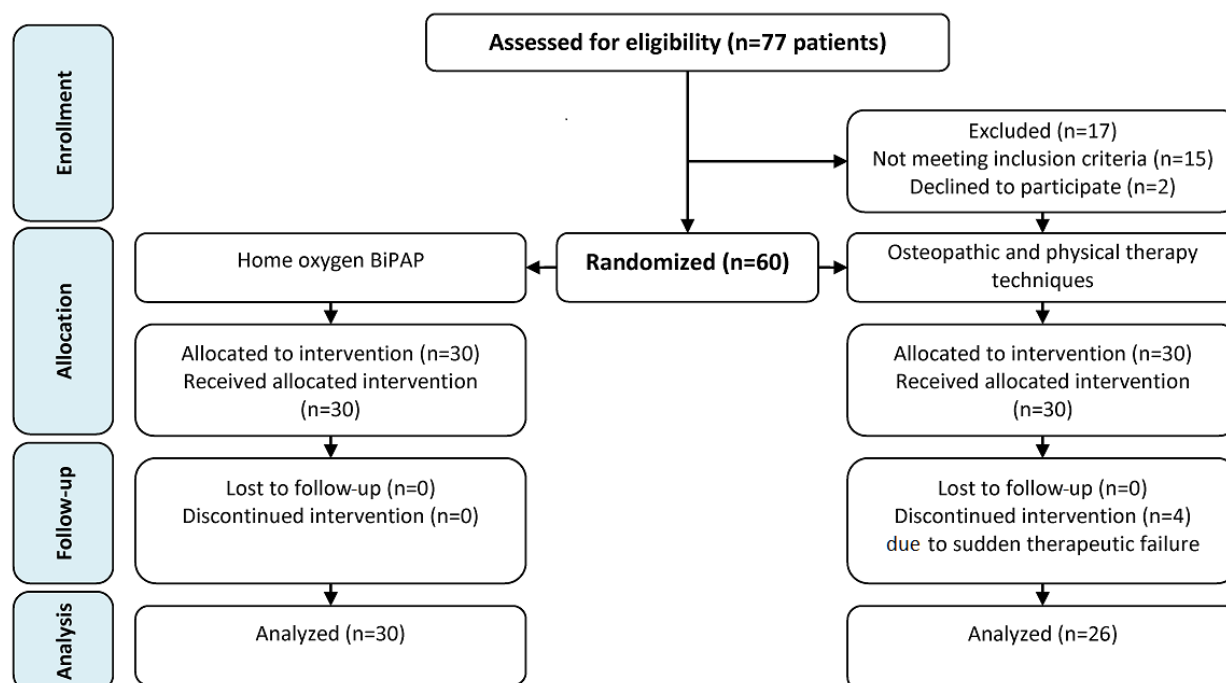 Enrollment
Assessed for eligibility (n=77 patients)
Excluded (n=17)
Not meeting inclusion criteria (n=15)
Declined to participate (n=2)
Allocation
Home oxygen BiPAP
Randomized (n=60)
Osteopathic and physical therapy
techniques
Allocated to intervention (n=30)
Received allocated intervention
(n=30)
Allocated to intervention (n=30)
Received allocated intervention
(n=30)
Follow-up
Lost to follow-up (n=0)
Discontinued intervention (n=0)
Lost to follow-up (n=0)
Discontinued intervention (n=4)
due to sudden therapeutic failure
Analysis
Analyzed (n=30)
Analyzed (n=26)